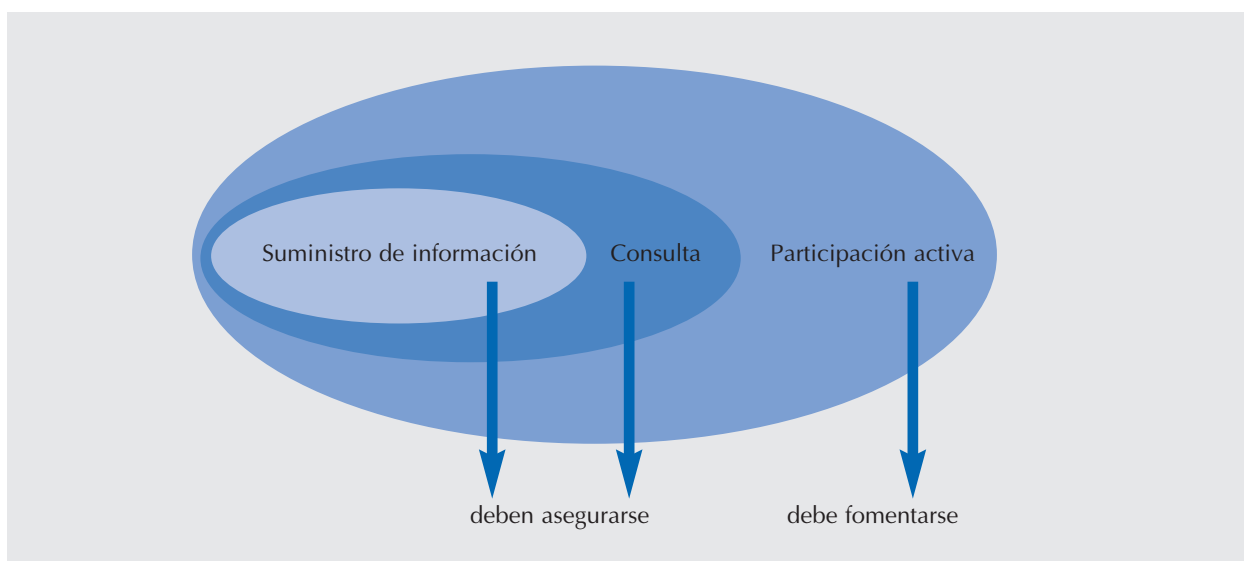 Suministro de información Consulta Participación activa
deben asegurarse debe fomentarse